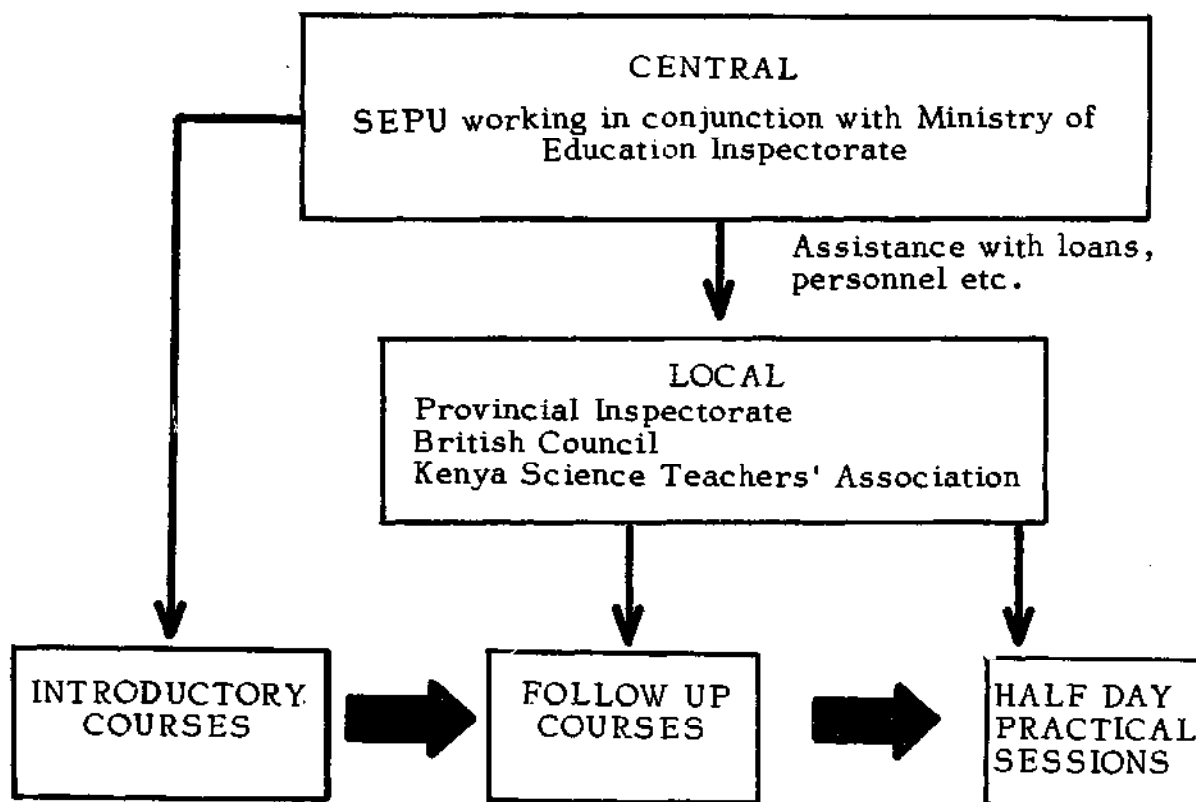 CENTRAL
SEPU working in conjunction with Ministry of
Education Inspectorate
Assistance with loans,
personnel etc.
LOCAL
Provincial Inspectorate
British Council
Kenya Science Teachers' Association
INTRODUCTORY
COURSES
FOLLOW UP
COURSES
HALF DAY
PRACTICAL
SESSIONS